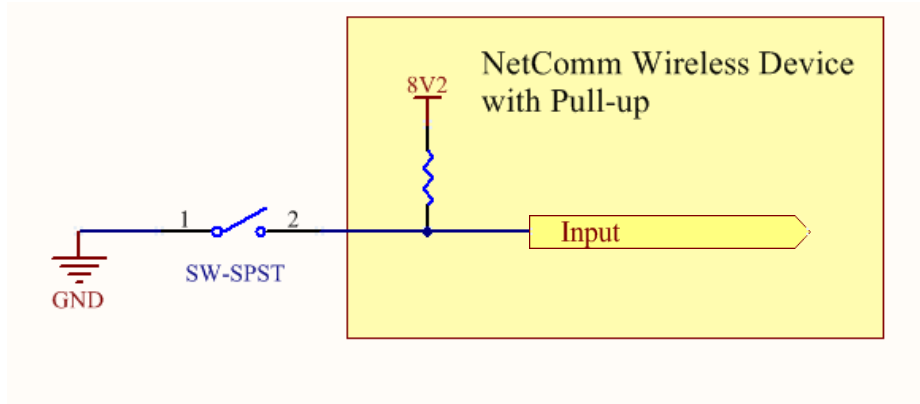 NetComm Wireless Device
with Pull-up
8V2
1
2
Input
SW-SPST
GND